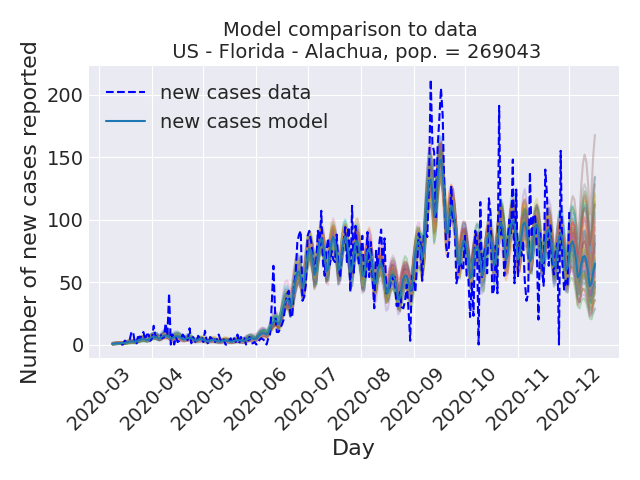 Model comparison to data
US - Florida - Alachua, pop. = 269043
Number of new cases reported
200
150
100
50
0
new cases data
new cases model
2020-03
2020-04
2020-05
2020-06
2020-07
2020-08
2020-09
2020-10
2020-11
2020-12
Day